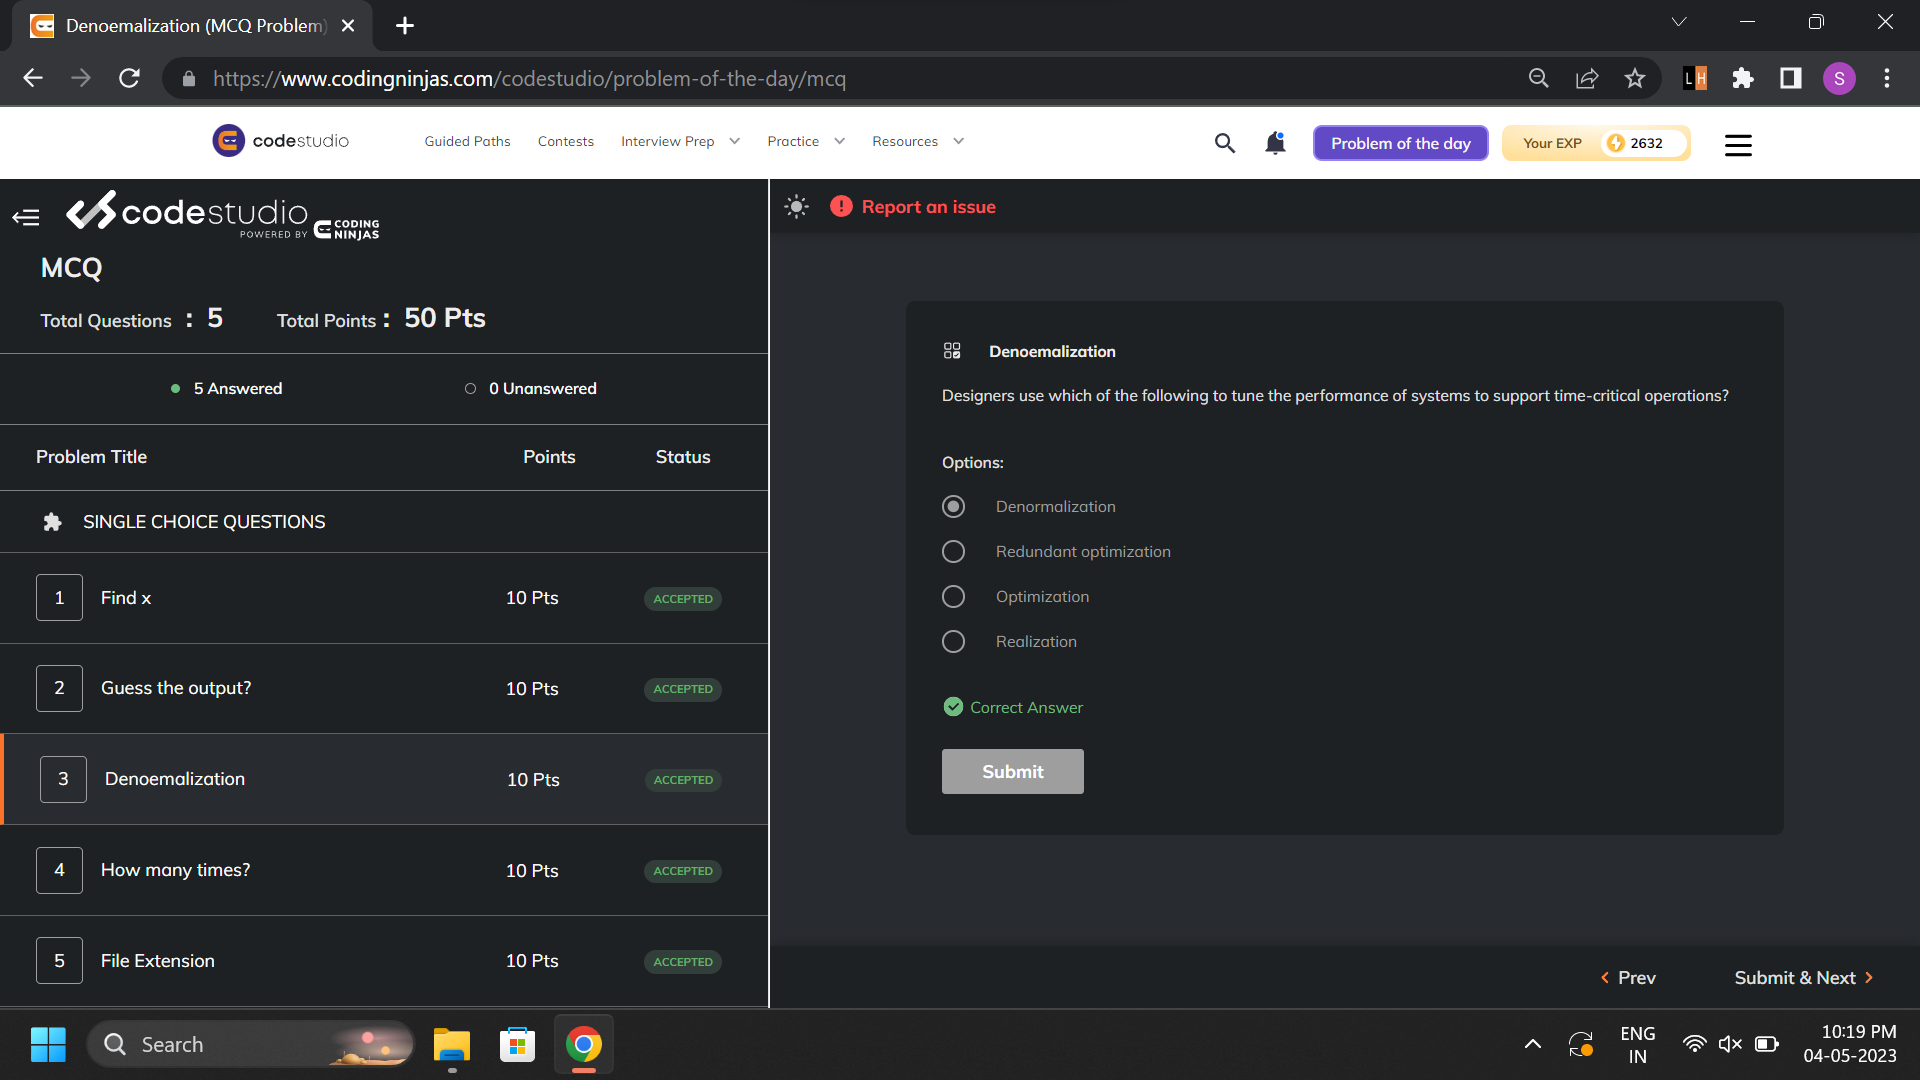 Denoemalization (MCQ Problem)
https://www.codingninjas.com/codestudio/problem-of-the-day/mcq
LH
S
codestudio
Guided Paths
Contests
Interview Prep
Practice
Resources
Problem of the day
Your EXP
2632
codestudio
POWERED BY
CODING
NINJAS
MCQ
Total Questions : 5
Total Points : 50 Pts
5 Answered
0 Unanswered
Problem Title
Points
Status
SINGLE CHOICE QUESTIONS
1
Find x
10 Pts
ACCEPTED
2
Guess the output?
10 Pts
ACCEPTED
3
Denoemalization
10 Pts
ACCEPTED
4
How many times?
10 Pts
ACCEPTED
5
File Extension
10 Pts
ACCEPTED
Report an issue
Denoemalization
Designers use which of the following to tune the performance of systems to support time-critical operations?
Options:
Denormalization
Redundant optimization
Optimization
Realization
Correct Answer
Submit
Prev
Submit & Next
Search
ENG
IN
10:19 PM
04-05-2023